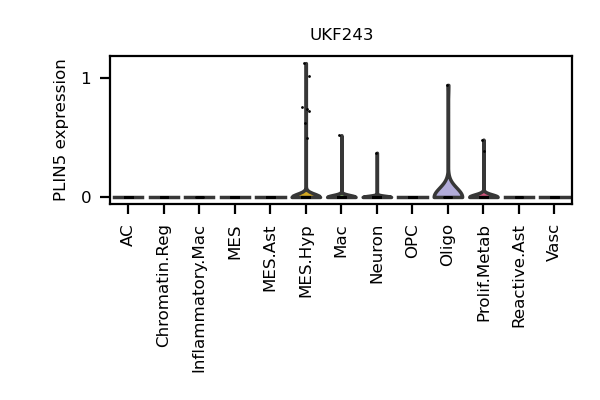 UKF243
PLIN5 expression
1
0
AC
Chromatin.Reg
Inflammatory.Mac
MES
MES.Ast
MES.Hyp
Mac
Neuron
OPC
Oligo
Prolif.Metab
Reactive.Ast
Vasc